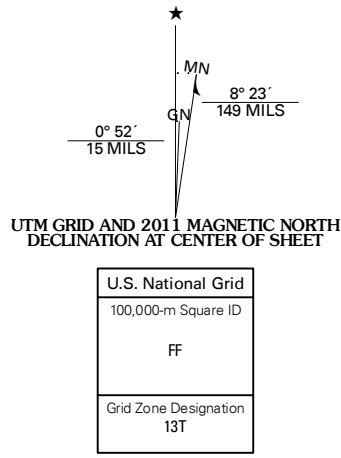 ★
MN
GN
8° 23´
149 MILS
0° 52´
15 MILS
UTM GRID AND 2011 MAGNETIC NORTH
DECLINATION AT CENTER OF SHEET
U.S. National Grid
100,000-m Square ID
FF
Grid Zone Designation
13T